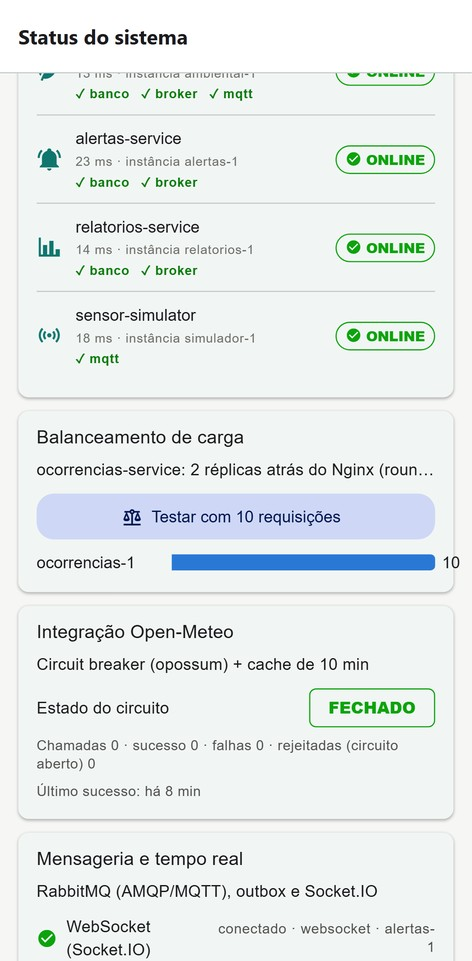 Status do sistema
13 ms · instância ambiental-1
ONLINE
✓ banco ✓ broker ✓ mqtt
alertas-service
23 ms · instância alertas-1
✓ banco ✓ broker
ONLINE
relatorios-service
14 ms · instância relatorios-1
✓ banco ✓ broker
ONLINE
sensor-simulator
18 ms · instância simulador-1
✓ mqtt
ONLINE
Balanceamento de carga
ocorrencias-service: 2 réplicas atrás do Nginx (roun…
Testar com 10 requisições
ocorrencias-1 10
Integração Open-Meteo
Circuit breaker (opossum) + cache de 10 min
Estado do circuito
FECHADO
Chamadas 0 · sucesso 0 · falhas 0 · rejeitadas (circuito
aberto) 0
Último sucesso: há 8 min
Mensageria e tempo real
RabbitMQ (AMQP/MQTT), outbox e Socket.IO
WebSocket
(Socket.IO)
conectado · websocket · alertas-
1